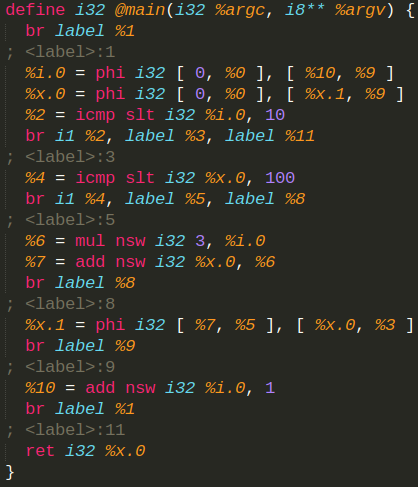 define i32 @main(i32 %argc, i8** %argv) {
  br label %1
; <label>:1
  %i.0 = phi i32 [ 0, %0 ], [ %10, %9 ]
  %x.0 = phi i32 [ 0, %0 ], [ %x.1, %9 ]
  %2 = icmp slt i32 %i.0, 10
  br i1 %2, label %3, label %11
; <label>:3
  %4 = icmp slt i32 %x.0, 100
  br i1 %4, label %5, label %8
; <label>:5
  %6 = mul nsw i32 3, %i.0
  %7 = add nsw i32 %x.0, %6
  br label %8
; <label>:8
  %x.1 = phi i32 [ %7, %5 ], [ %x.0, %3 ]
  br label %9
; <label>:9
  %10 = add nsw i32 %i.0, 1
  br label %1
; <label>:11
  ret i32 %x.0
}